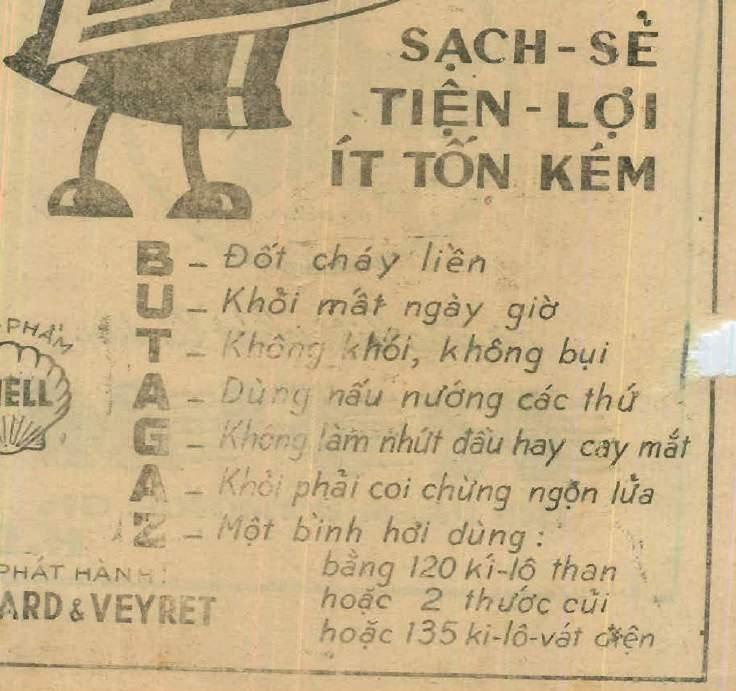 SẠCH-SẺ
TIỆN-LỢI
ÍT TỐN KÉM
B - Đốt cháy liền
U - Khỏi mất ngày giờ
T - Không khói, không bụi
A - Dùng nấu nướng các thứ
G - Không làm nhứt đầu hay cay mắt
A - Khỏi phải coi chừng ngọn lửa
Z - Một bình hơi dùng :
bằng 120 kí-lô than
hoặc 2 thước củi
hoặc 135 ki-lô-vát điện
PHẨM
ELL
PHÁT HÀNH:
ARD & VEYRET